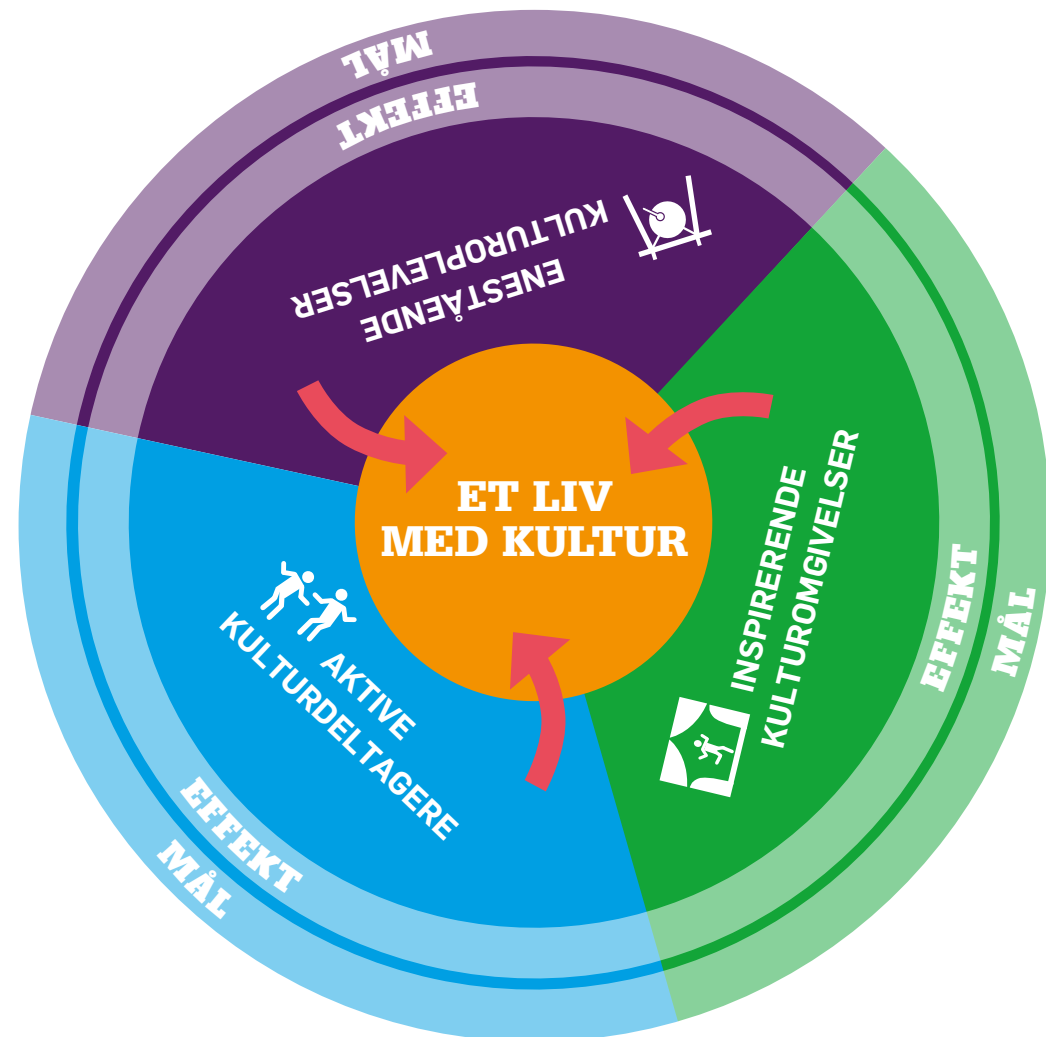 MÅL
EFFEKT
ENESTÅENDE
KULTUROPLEVELSER
ET LIV
MED KULTUR
INSPIRERENDE
KULTUROMGIVELSER
EFFEKT
MÅL
AKTIVE
KULTURDELTAGERE
EFFEKT
MÅL